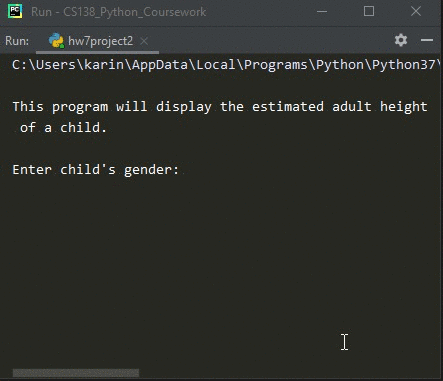 PC
Run - CS138_Python_Coursework
Run: hw7project2
C:\Users\karin\AppData\Local\Programs\Python\Python37\
This program will display the estimated adult height
of a child.
Enter child's gender: